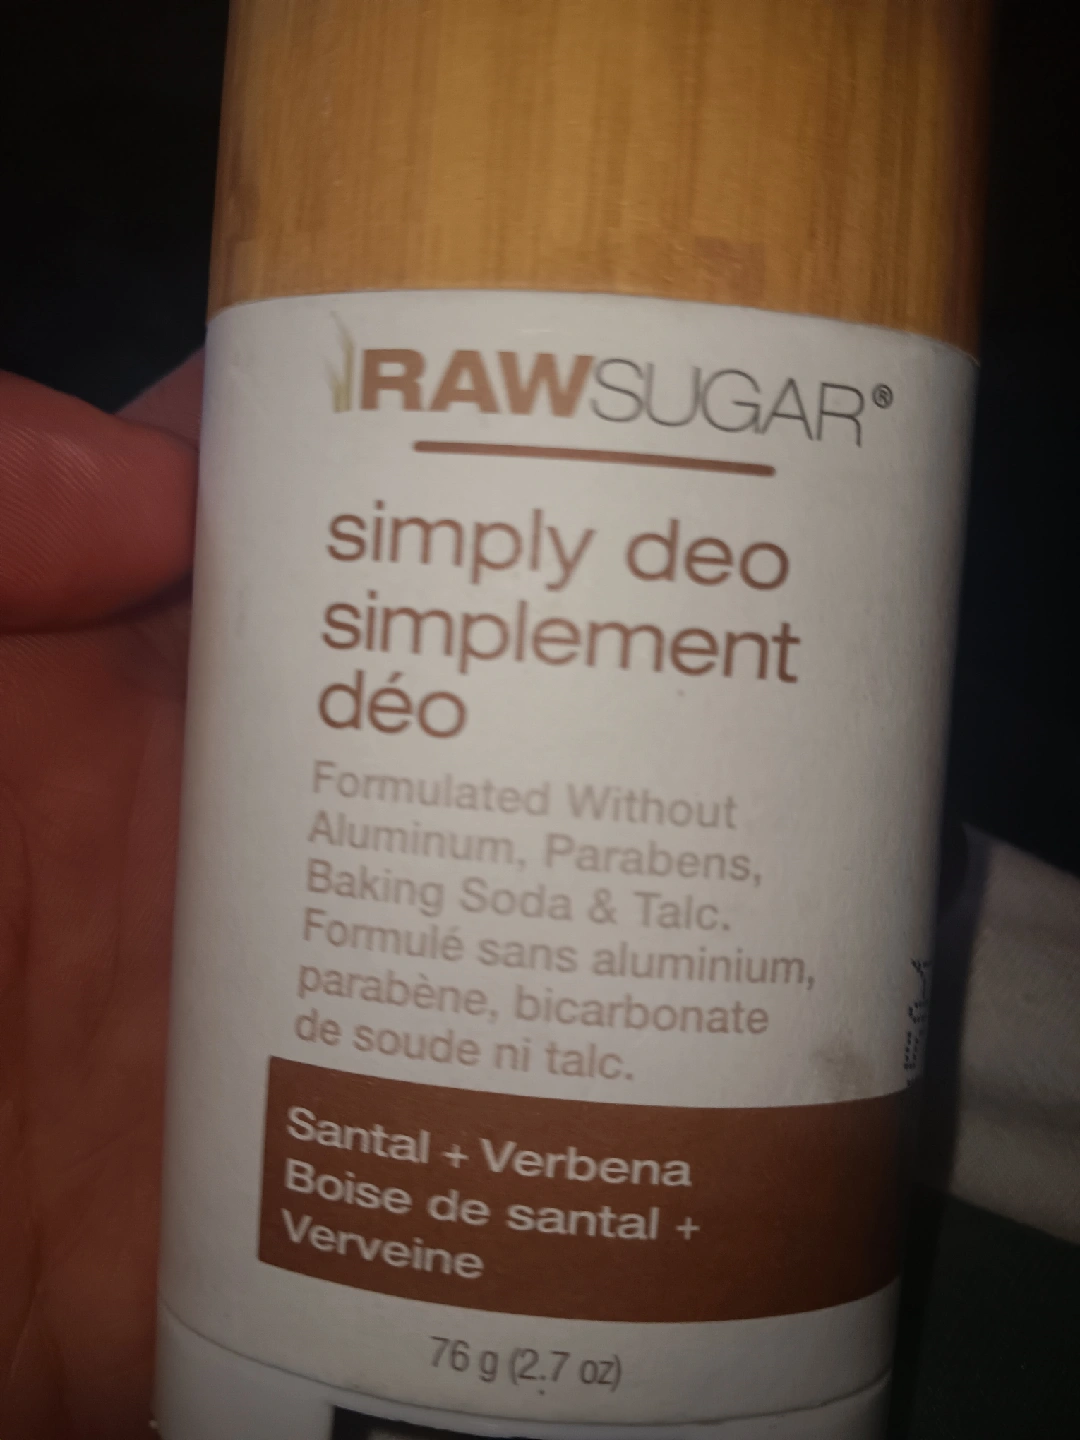 RAWSUGAR®
simply deo
simplement
déo
Formulated Without
Aluminum, Parabens,
Baking Soda & Talc.
Formulé sans aluminium,
parabène, bicarbonate
de soude ni talc.
Santal + Verbena
Boise de santal +
Verveine
76 g (2.7 oz)